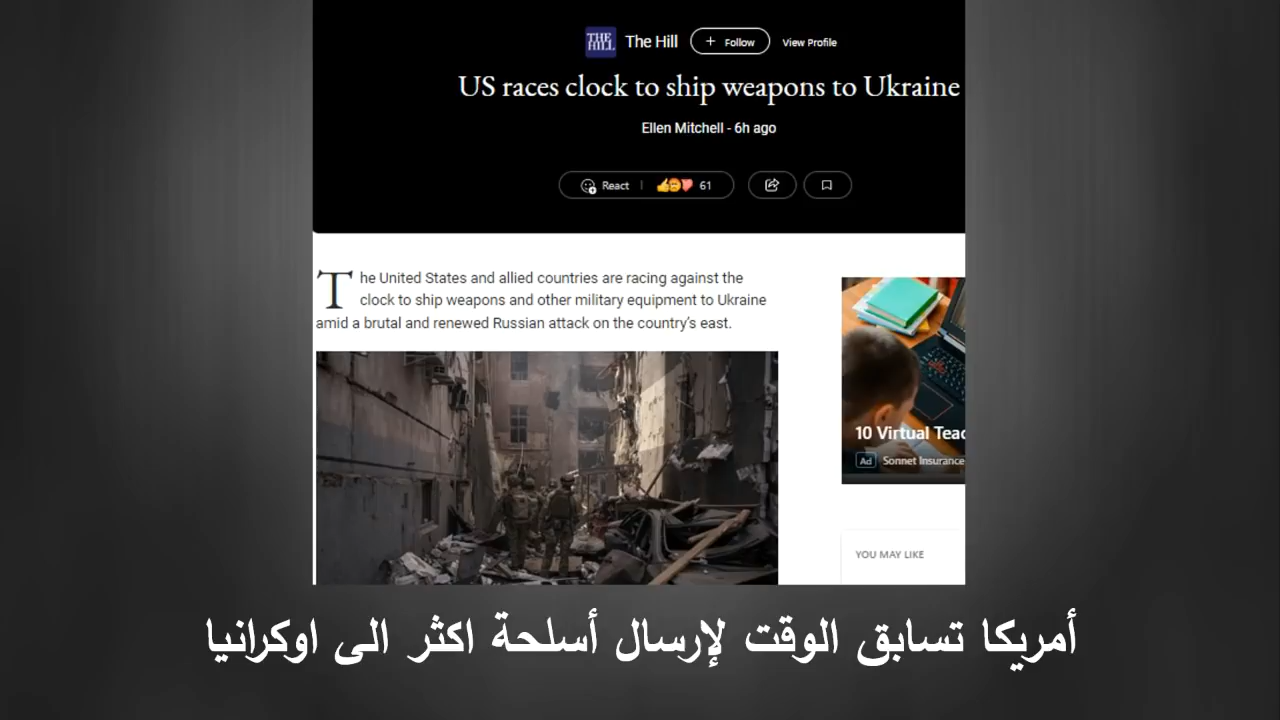 THE HILL
The Hill
+ Follow
View Profile
US races clock to ship weapons to Ukraine
Ellen Mitchell - 6h ago
React
61
The United States and allied countries are racing against the
clock to ship weapons and other military equipment to Ukraine
amid a brutal and renewed Russian attack on the country's east.
10 Virtual Teac
Ad Sonnet Insurance
YOU MAY LIKE
أمريكا تسابق الوقت لإرسال أسلحة اكثر الى اوكرانيا